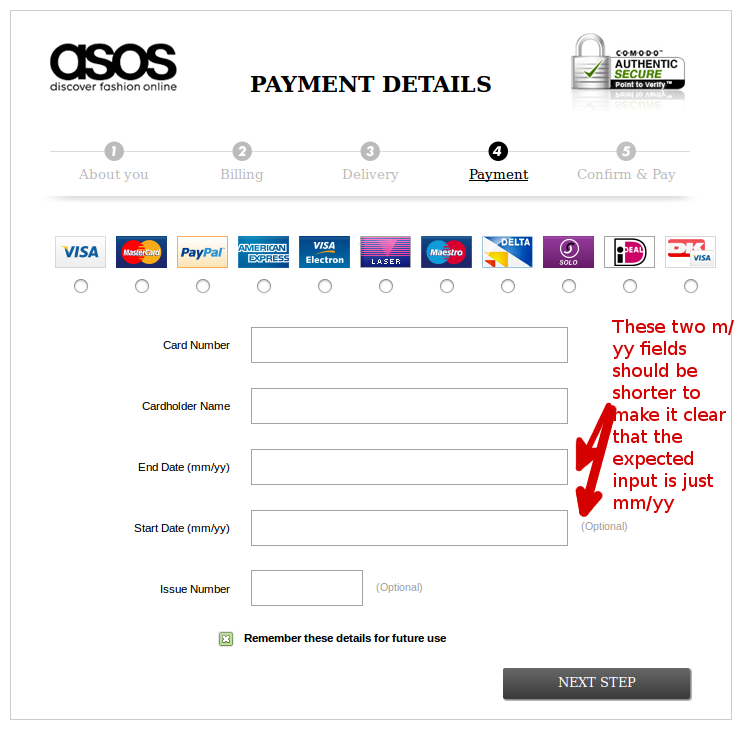 asos
discover fashion online
PAYMENT DETAILS
COMODO™
AUTHENTIC
SECURE
Point to Verify™
1 2 3 4 5
About you Billing Delivery Payment Confirm & Pay
VISA MasterCard PayPal AMERICAN EXPRESS VISA Electron LASER Maestro DELTA SOLO iDEAL DK VISA
These two m/
yy fields
should be
shorter to
make it clear
that the
expected
input is just
mm/yy
Card Number
Cardholder Name
End Date (mm/yy)
Start Date (mm/yy) (Optional)
Issue Number (Optional)
Remember these details for future use
NEXT STEP